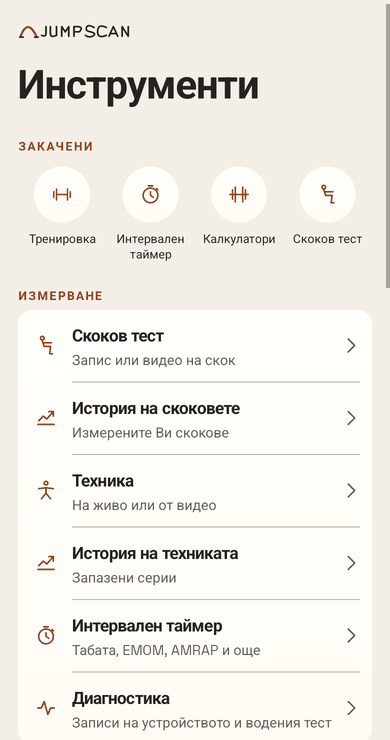 JUMPSCAN
Инструменти
ЗАКАЧЕНИ
Тренировка
Интервален
таймер
Калкулатори
Скоков тест
ИЗМЕРВАНЕ
Скоков тест
Запис или видео на скок
История на скоковете
Измерените Ви скокове
Техника
На живо или от видео
История на техниката
Запазени серии
Интервален таймер
Табата, EMOM, AMRAP и още
Диагностика
Записи на устройството и водения тест